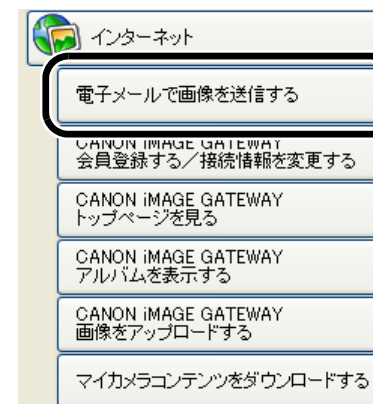 インターネット
電子メールで画像を送信する
CANON iMAGE GATEWAY
会員登録する／接続情報を変更する
CANON iMAGE GATEWAY
トップページを見る
CANON iMAGE GATEWAY
アルバムを表示する
CANON iMAGE GATEWAY
画像をアップロードする
マイカメラコンテンツをダウンロードする